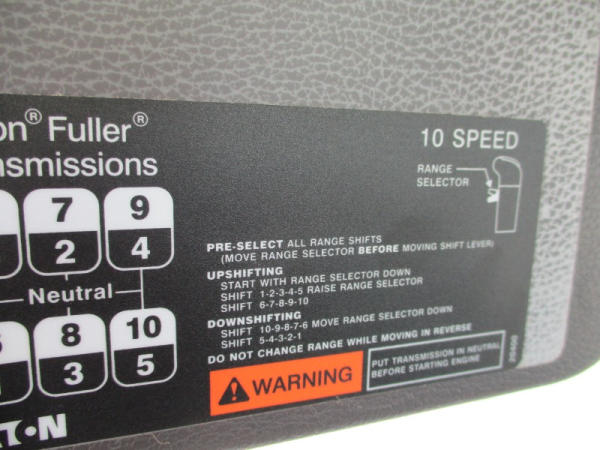 on® Fuller®
nsmissions
10 SPEED
RANGE
SELECTOR
7 9
2 4
Neutral
8 10
3 5
PRE-SELECT ALL RANGE SHIFTS
(MOVE RANGE SELECTOR BEFORE MOVING SHIFT LEVER)
UPSHIFTING
START WITH RANGE SELECTOR DOWN
SHIFT 1-2-3-4-5 RAISE RANGE SELECTOR
SHIFT 6-7-8-9-10
DOWNSHIFTING
SHIFT 10-9-8-7-6 MOVE RANGE SELECTOR DOWN
SHIFT 5-4-3-2-1
DO NOT CHANGE RANGE WHILE MOVING IN REVERSE
WARNING
PUT TRANSMISSION IN NEUTRAL
BEFORE STARTING ENGINE
T•N